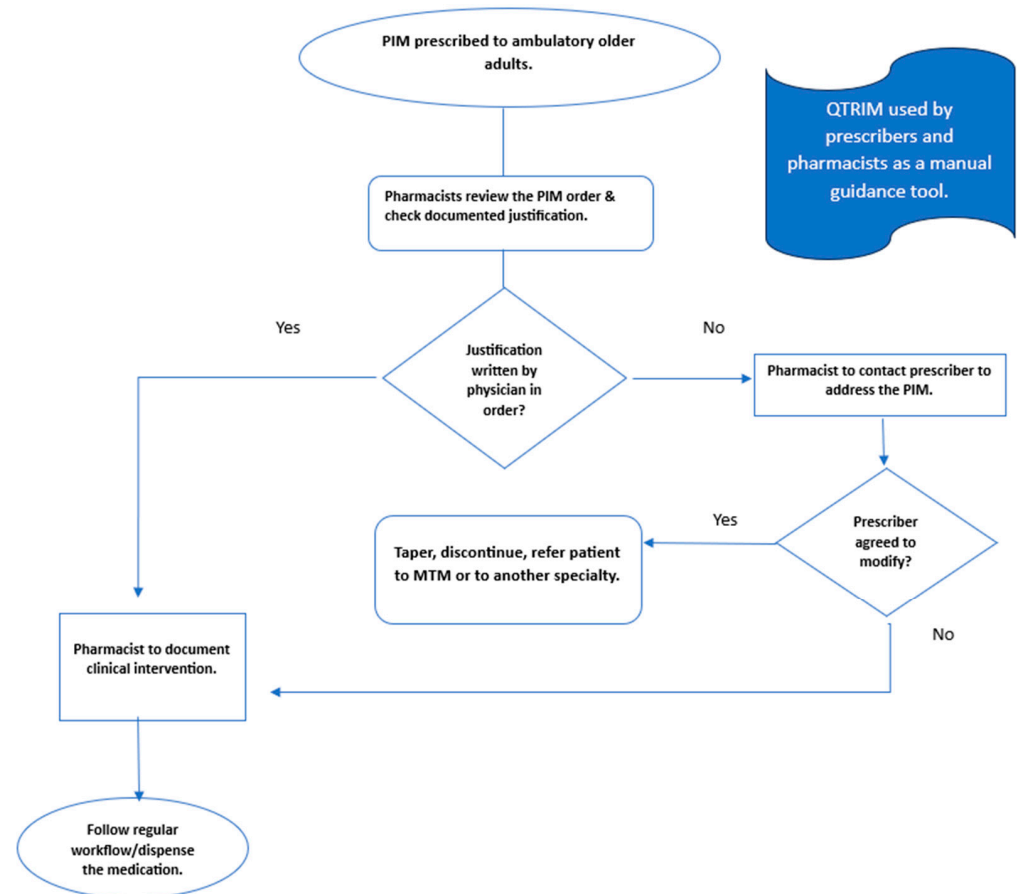 PIM prescribed to ambulatory older
adults.
QTRIM used by
prescribers and
pharmacists as a manual
guidance tool.
Pharmacists review the PIM order &
check documented justification.
Yes
No
Justification
written by
physician in
order?
Pharmacist to contact prescriber to
address the PIM.
Yes
Prescriber
agreed to
modify?
Taper, discontinue, refer patient
to MTM or to another specialty.
No
Pharmacist to document
clinical intervention.
Follow regular
workflow/dispense
the medication.